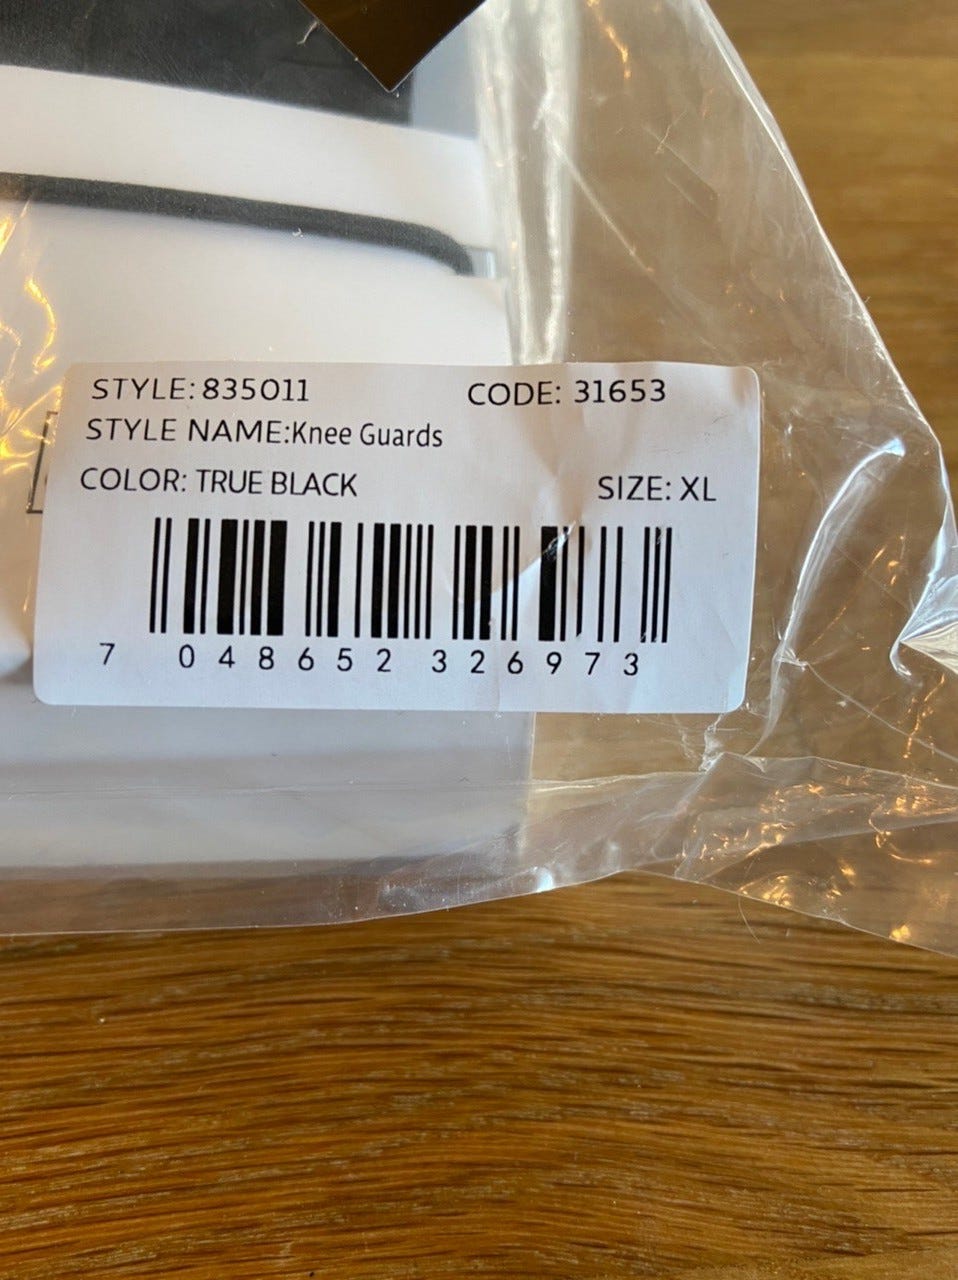 STYLE: 835011 CODE: 31653
STYLE NAME:Knee Guards
COLOR: TRUE BLACK SIZE: XL
7 048652 326973